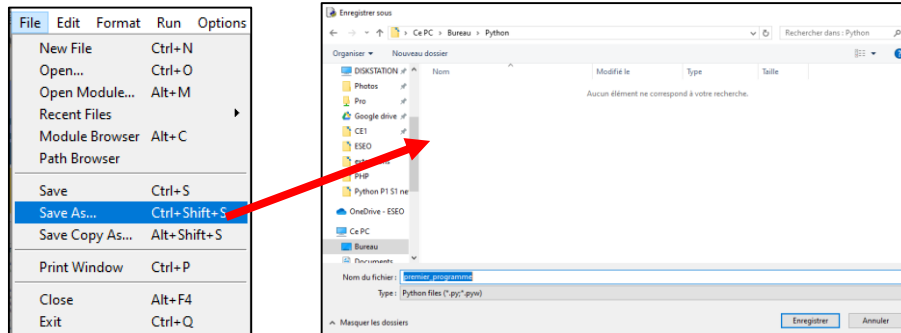 File Edit Format Run Options
New File Ctrl+N
Open... Ctrl+O
Open Module... Alt+M
Recent Files
Module Browser Alt+C
Path Browser
Save Ctrl+S
Save As... Ctrl+Shift+S
Save Copy As... Alt+Shift+S
Print Window Ctrl+P
Close Alt+F4
Exit Ctrl+Q
Enregistrer sous
Ce PC > Bureau > Python
Rechercher dans : Python
Organiser Nouveau dossier
Nom Modifié le Type Taille
Aucun élément ne correspond à votre recherche.
DISKSTATION
Photos
Pro
Google drive
CE1
ESEO
PHP
Python P1 S1 ne
OneDrive - ESEO
Ce PC
Bureau
Documents
Nom du fichier : premier_programme
Type : Python files (*.py;*.pyw)
Masquer les dossiers
Enregistrer Annuler